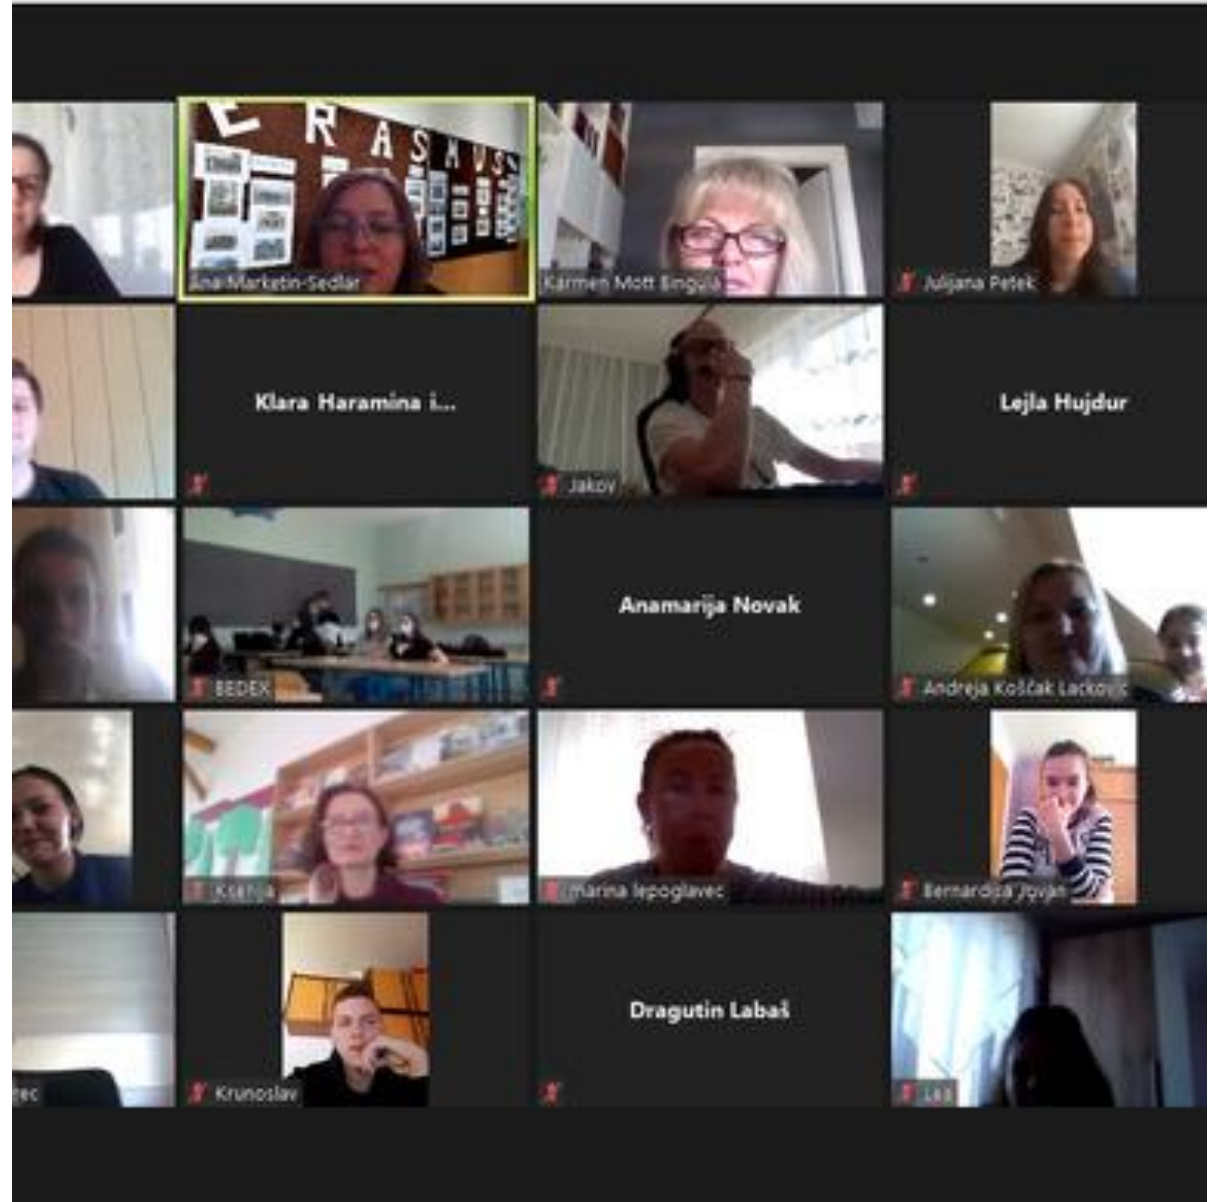 ERASMUS
Ana Marketin-Sedlar
Karmen Mott Bingula
Julijana Petek
Klara Haramina i...
Jakov
Lejla Hujdur
BEDEX
Anamarija Novak
Andreja Koščak Lacković
Ksenija
marina lepoglavec
Bernardica Jovan
zec
Krunoslav
Dragutin Labaš
Lea